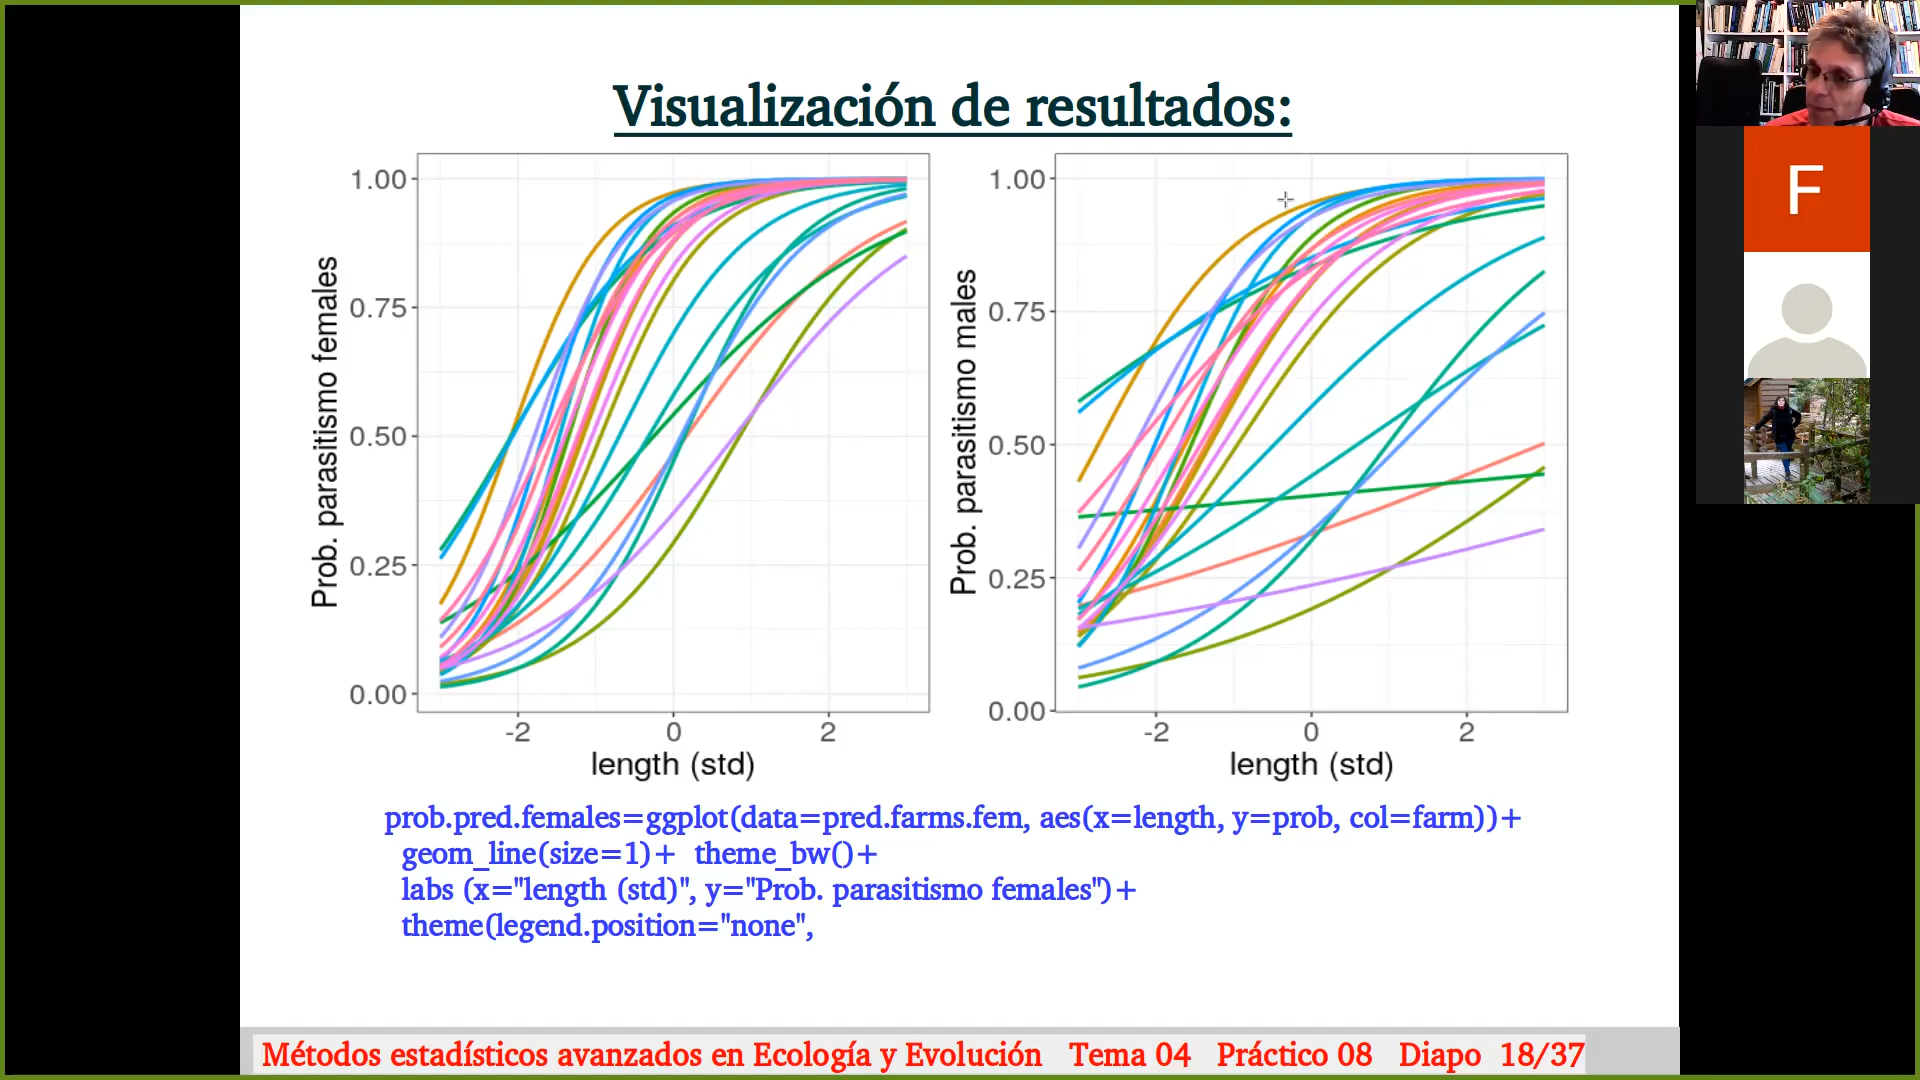 Visualización de resultados:
Prob. parasitismo females
1.00
0.75
0.50
0.25
0.00
-2 0 2
length (std)
Prob. parasitismo males
1.00
0.75
0.50
0.25
0.00
-2 0 2
length (std)
prob.pred.females=ggplot(data=pred.farms.fem, aes(x=length, y=prob, col=farm))+
geom_line(size=1)+ theme_bw()+
labs (x="length (std)", y="Prob. parasitismo females")+
theme(legend.position="none",
Métodos estadísticos avanzados en Ecología y Evolución Tema 04 Práctico 08 Diapo 18/37
F